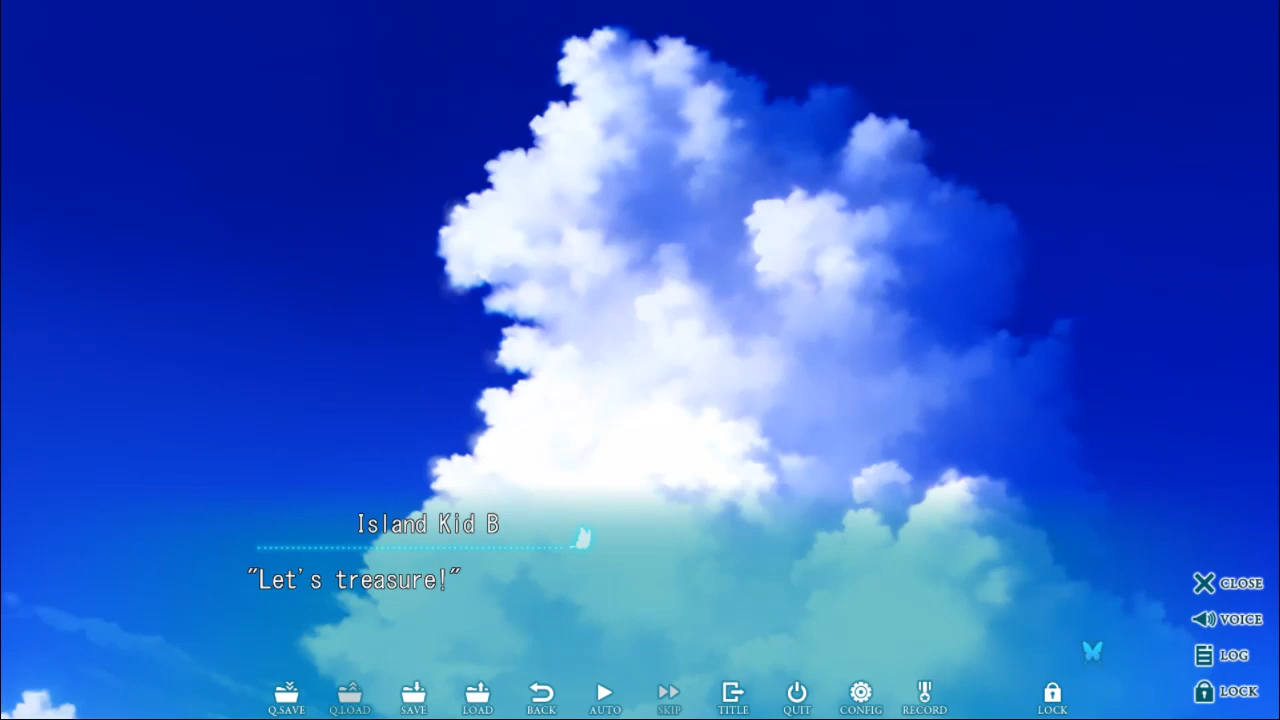 Island Kid B
"Let's treasure!"
CLOSE
VOICE
LOG
LOCK
Q.SAVE Q.LOAD SAVE LOAD BACK AUTO SKIP TITLE QUIT CONFIG RECORD LOCK